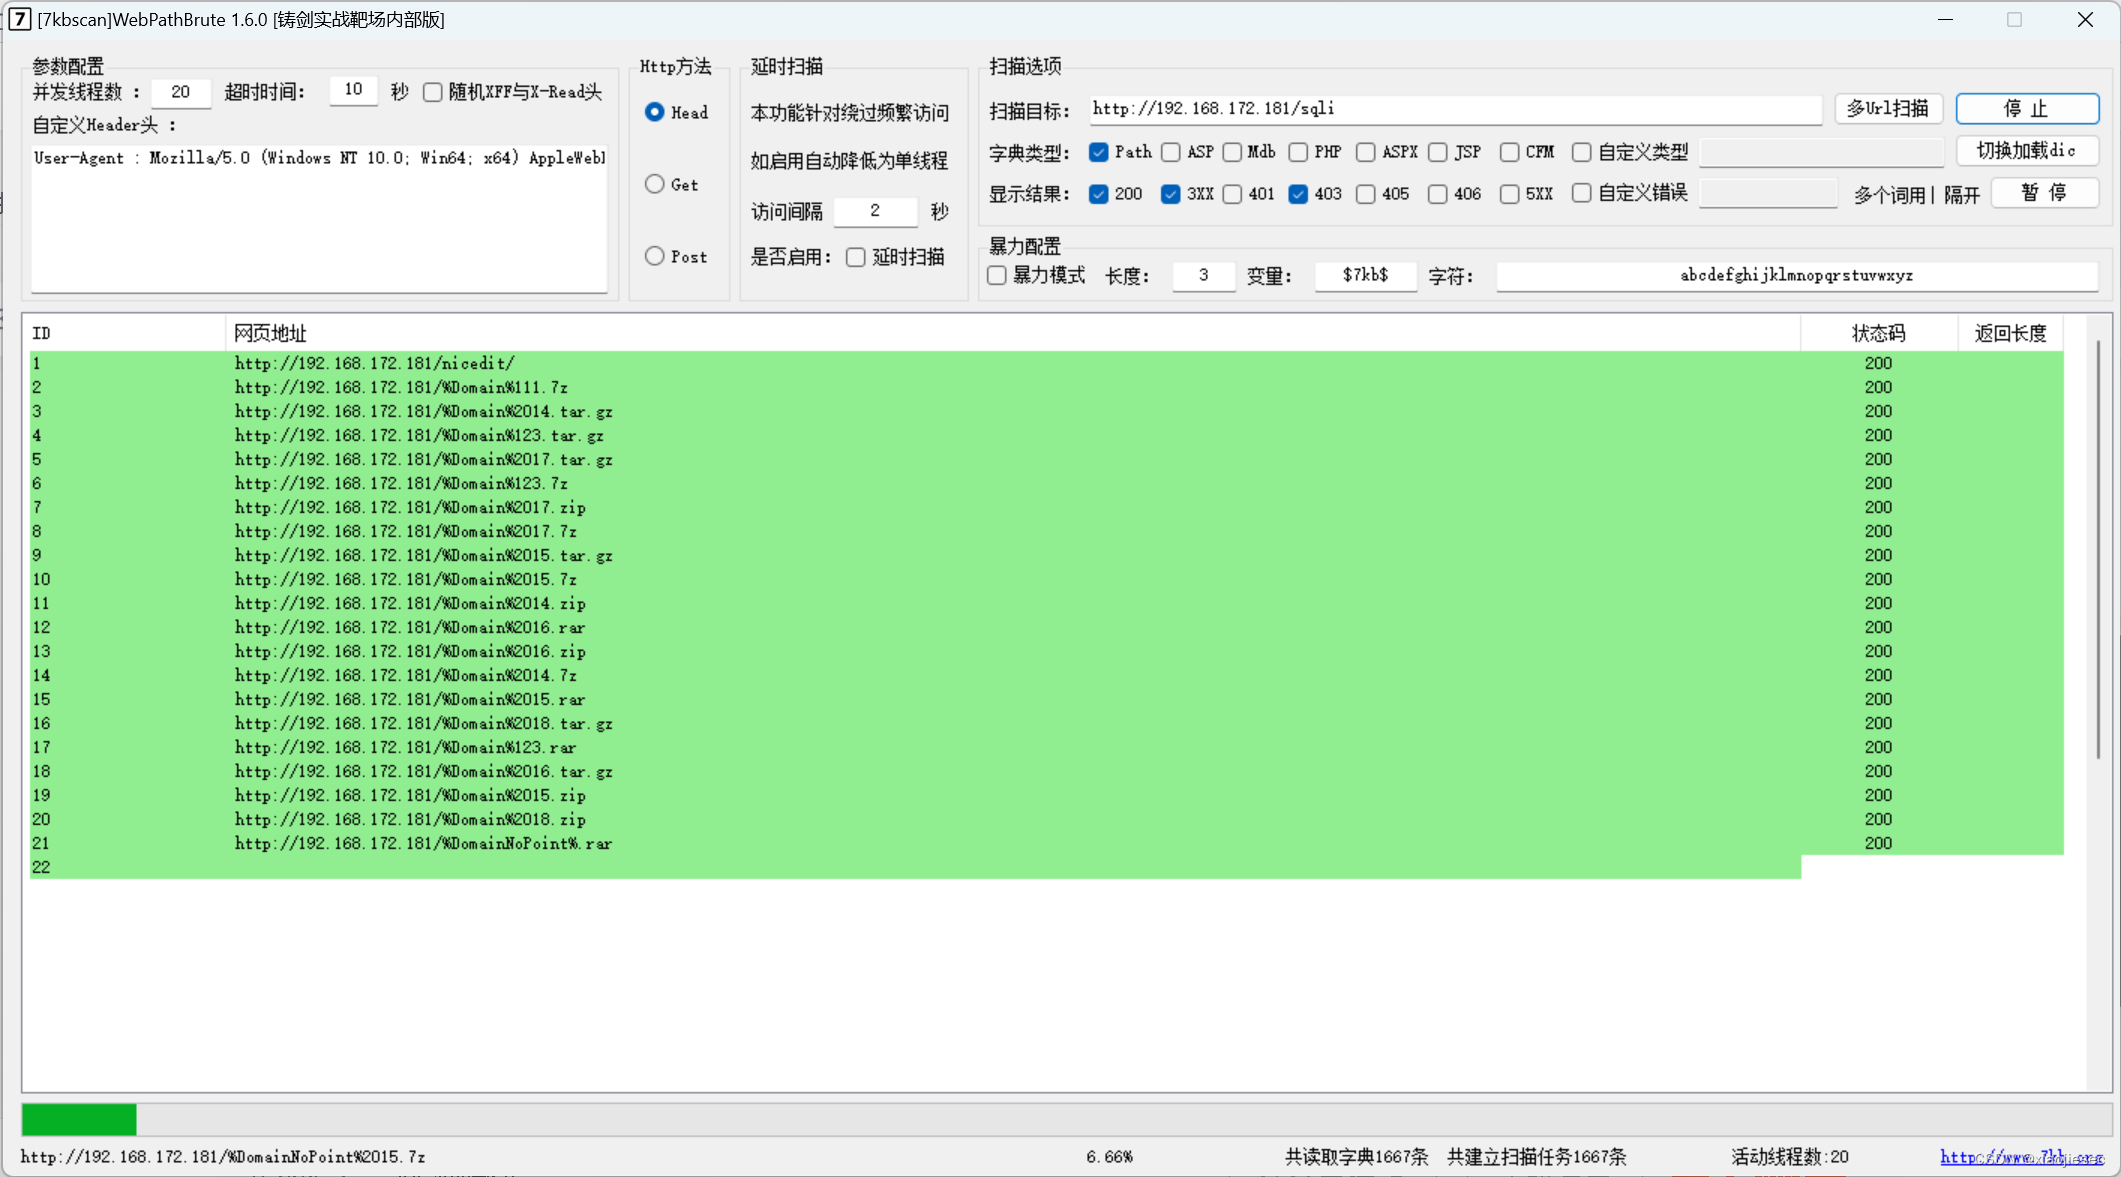 [7kbscan]WebPathBrute 1.6.0 [铸剑实战靶场内部版]
参数配置
并发线程数 : 20 超时时间: 10 秒 随机XFF与X-Read头
自定义Header头 :
User-Agent : Mozilla/5.0 (Windows NT 10.0; Win64; x64) AppleWebl
Http方法
Head
Get
Post
延时扫描
本功能针对绕过频繁访问
如启用自动降低为单线程
访问间隔 2 秒
是否启用: 延时扫描
扫描选项
扫描目标: http://192.168.172.181/sqli 多Url扫描 停 止
字典类型: Path ASP Mdb PHP ASPX JSP CFM 自定义类型 切换加载dic
显示结果: 200 3XX 401 403 405 406 5XX 自定义错误 多个词用| 隔开 暂 停
暴力配置
暴力模式 长度: 3 变量: $7kb$ 字符: abcdefghijklmnopqrstuvwxyz
ID 网页地址 状态码 返回长度
1 http://192.168.172.181/nicedit/ 200
2 http://192.168.172.181/%Domain%111.7z 200
3 http://192.168.172.181/%Domain%2014.tar.gz 200
4 http://192.168.172.181/%Domain%123.tar.gz 200
5 http://192.168.172.181/%Domain%2017.tar.gz 200
6 http://192.168.172.181/%Domain%123.7z 200
7 http://192.168.172.181/%Domain%2017.zip 200
8 http://192.168.172.181/%Domain%2017.7z 200
9 http://192.168.172.181/%Domain%2015.tar.gz 200
10 http://192.168.172.181/%Domain%2015.7z 200
11 http://192.168.172.181/%Domain%2014.zip 200
12 http://192.168.172.181/%Domain%2016.rar 200
13 http://192.168.172.181/%Domain%2016.zip 200
14 http://192.168.172.181/%Domain%2014.7z 200
15 http://192.168.172.181/%Domain%2015.rar 200
16 http://192.168.172.181/%Domain%2018.tar.gz 200
17 http://192.168.172.181/%Domain%123.rar 200
18 http://192.168.172.181/%Domain%2016.tar.gz 200
19 http://192.168.172.181/%Domain%2015.zip 200
20 http://192.168.172.181/%Domain%2018.zip 200
21 http://192.168.172.181/%DomainNoPoint%.rar 200
22
http://192.168.172.181/%DomainNoPoint%2015.7z 6.66% 共读取字典1667条 共建立扫描任务1667条 活动线程数:20 http://www.7kb.org